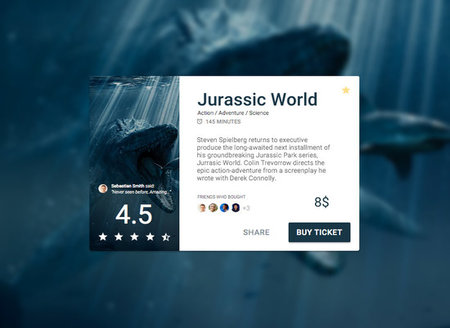 Jurassic World
Action / Adventure / Science
145 MINUTES
Steven Spielberg returns to executive
produce the long-awaited next installment of
his groundbreaking Jurassic Park series,
Jurrasic World. Colin Trevorrow directs the
epic action-adventure from a screenplay he
wrote with Derek Connolly.
Sebastian Smith said:
"Never seen before. Amazing..."
4.5
FRIENDS WHO BOUGHT
+3
8$
SHARE
BUY TICKET